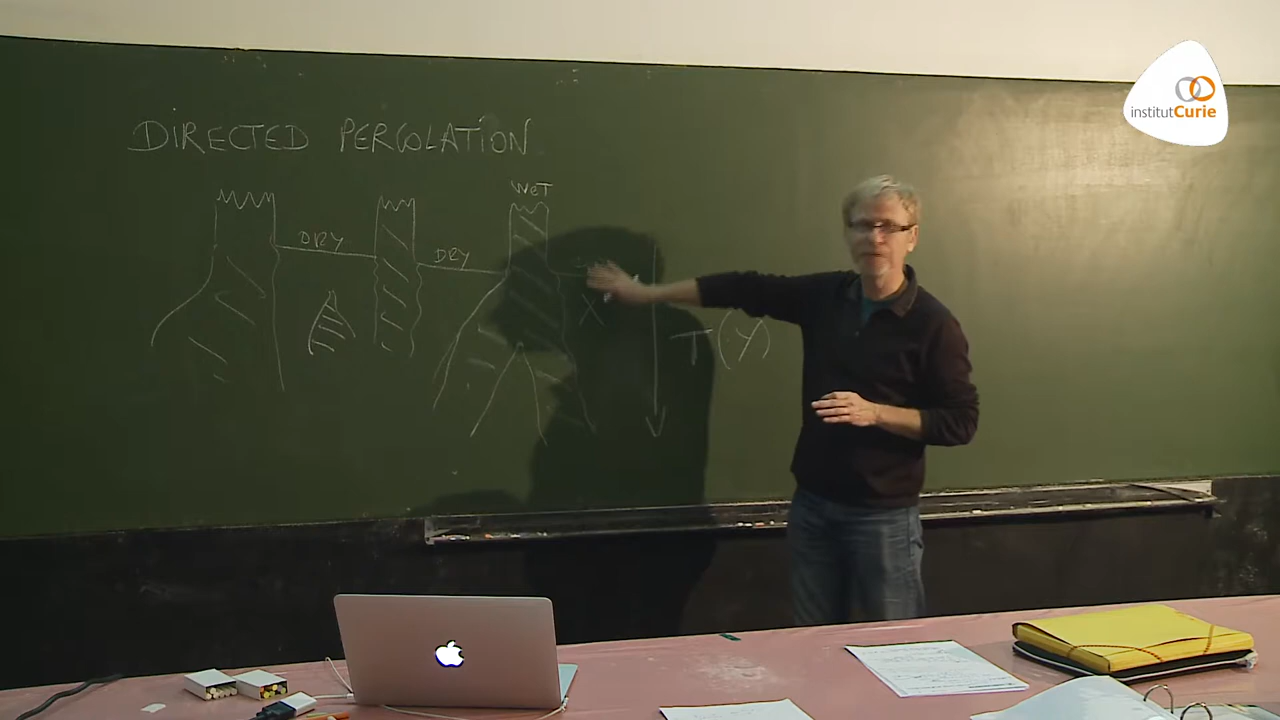 DIRECTED PERCOLATION
WeT
DRY
DRY
X
T(Y)
institutCurie